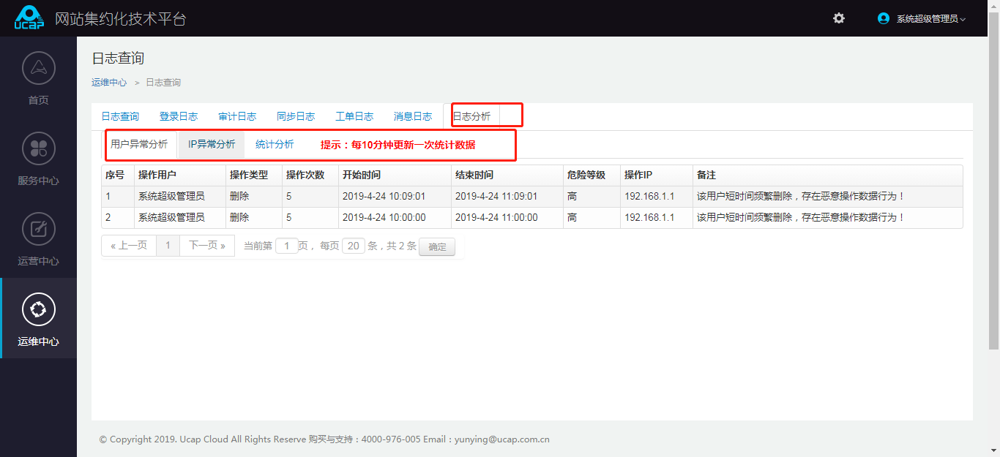 ucap 网站集约化技术平台 系统超级管理员
首页
服务中心
运营中心
运维中心
日志查询
运维中心 > 日志查询
日志查询 登录日志 审计日志 同步日志 工单日志 消息日志 日志分析
用户异常分析 IP异常分析 统计分析 提示：每10分钟更新一次统计数据
序号 操作用户 操作类型 操作次数 开始时间 结束时间 危险等级 操作IP 备注
1 系统超级管理员 删除 5 2019-4-24 10:09:01 2019-4-24 11:09:01 高 192.168.1.1 该用户短时间频繁删除，存在恶意操作数据行为！
2 系统超级管理员 删除 5 2019-4-24 10:00:00 2019-4-24 11:00:00 高 192.168.1.1 该用户短时间频繁删除，存在恶意操作数据行为！
« 上一页 1 下一页 » 当前第 1 页， 每页 20 条，共 2 条 确定
© Copyright 2019. Ucap Cloud All Rights Reserve 购买与支持：4000-976-005 Email：yunying@ucap.com.cn